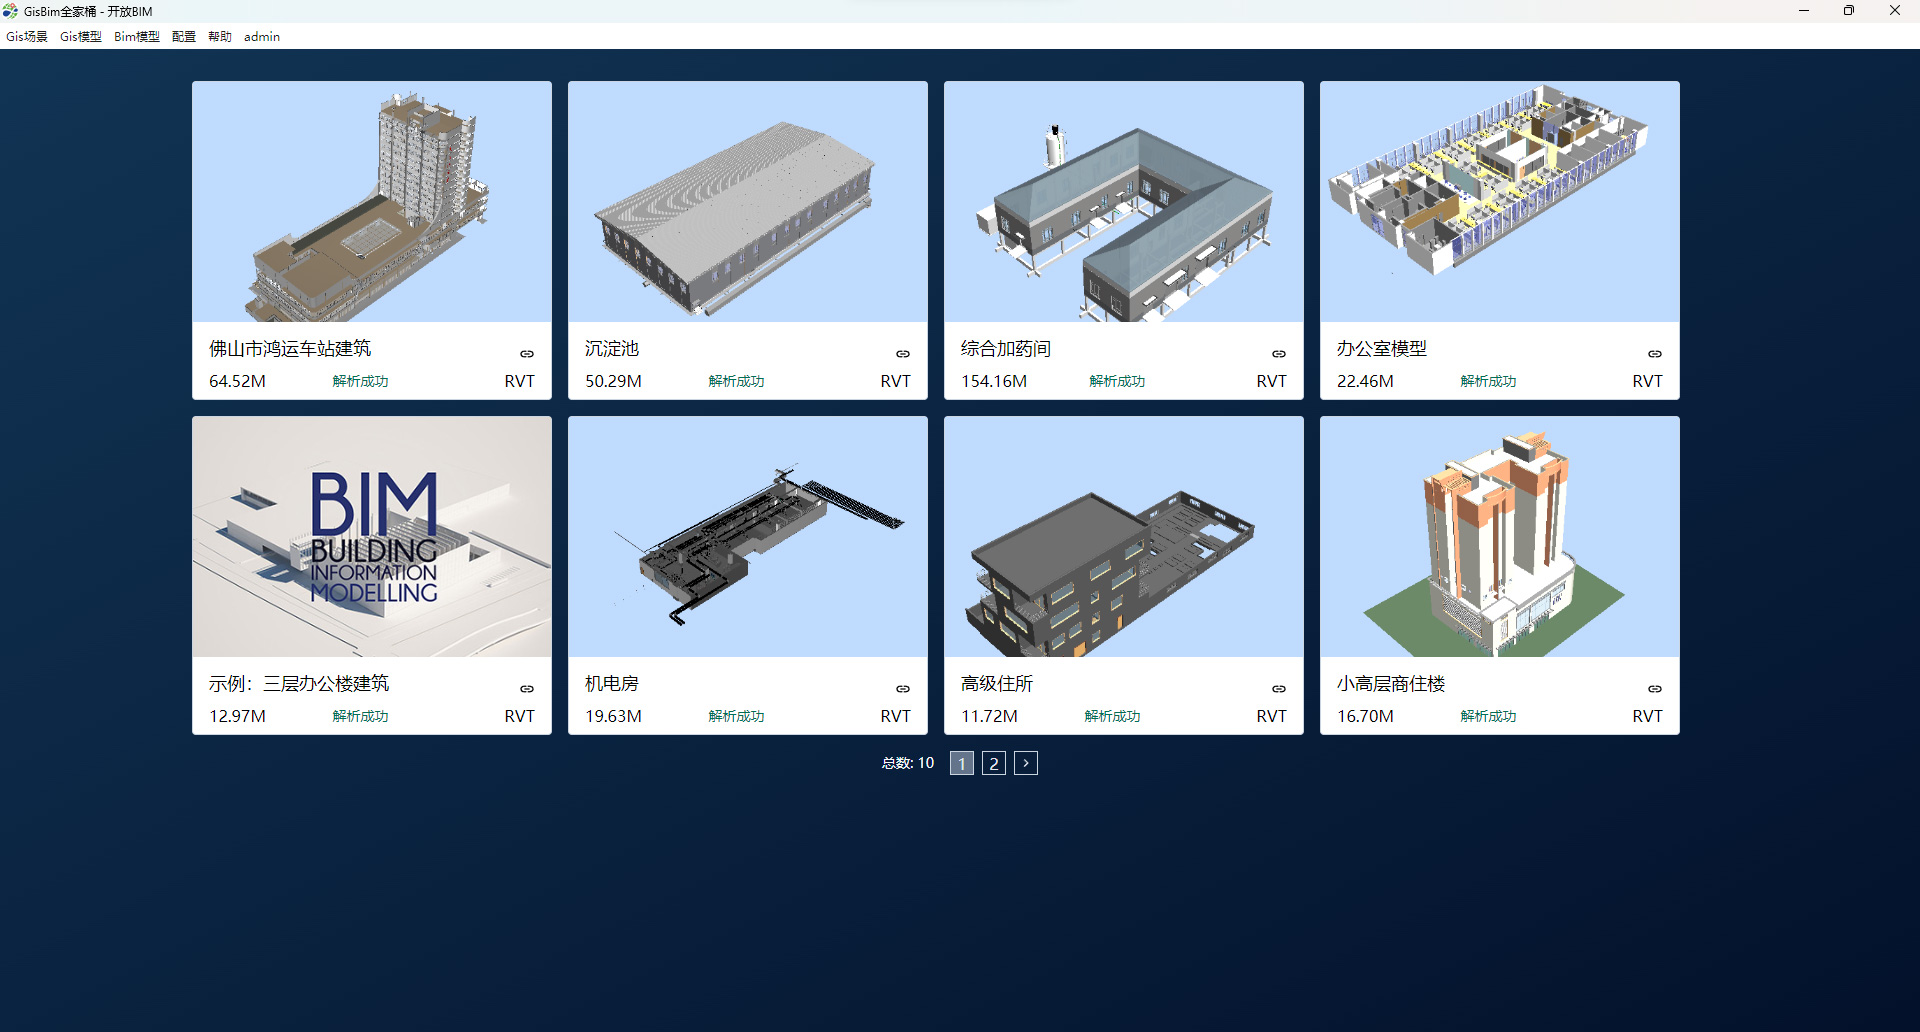 GisBim全家桶 - 开放BIM
Gis场景 Gis模型 Bim模型 配置 帮助 admin
佛山市鸿运车站建筑
64.52M 解析成功 RVT
沉淀池
50.29M 解析成功 RVT
综合加药间
154.16M 解析成功 RVT
办公室模型
22.46M 解析成功 RVT
BIM
BUILDING
INFORMATION
MODELLING
示例：三层办公楼建筑
12.97M 解析成功 RVT
机电房
19.63M 解析成功 RVT
高级住所
11.72M 解析成功 RVT
小高层商住楼
16.70M 解析成功 RVT
总数: 10 1 2 >